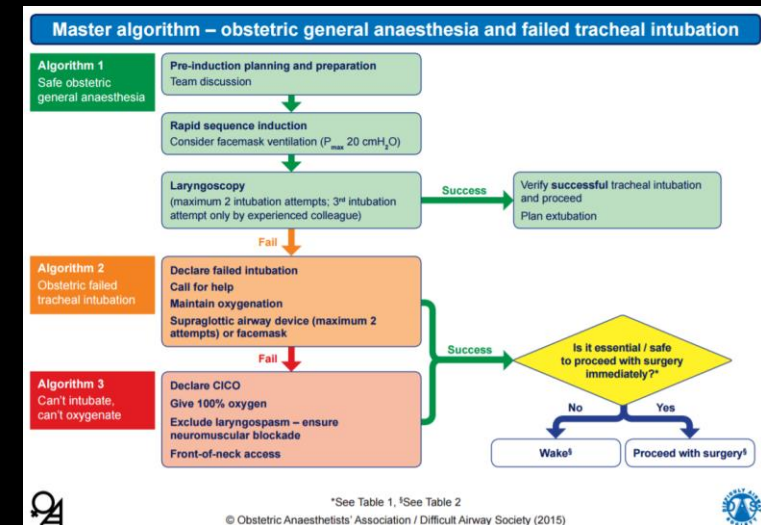 Master algorithm – obstetric general anaesthesia and failed tracheal intubation
Algorithm 1
Safe obstetric
general anaesthesia
Pre-induction planning and preparation
Team discussion
Rapid sequence induction
Consider facemask ventilation (Pmax 20 cmH2O)
Laryngoscopy
(maximum 2 intubation attempts; 3rd intubation
attempt only by experienced colleague)
Success
Verify successful tracheal intubation
and proceed
Plan extubation
Fail
Algorithm 2
Obstetric failed
tracheal intubation
Declare failed intubation
Call for help
Maintain oxygenation
Supraglottic airway device (maximum 2
attempts) or facemask
Fail
Algorithm 3
Can't intubate,
can't oxygenate
Declare CICO
Give 100% oxygen
Exclude laryngospasm – ensure
neuromuscular blockade
Front-of-neck access
Success
Is it essential / safe
to proceed with surgery
immediately?*
No
Yes
Wake§
Proceed with surgery§
*See Table 1, §See Table 2
© Obstetric Anaesthetists' Association / Difficult Airway Society (2015)